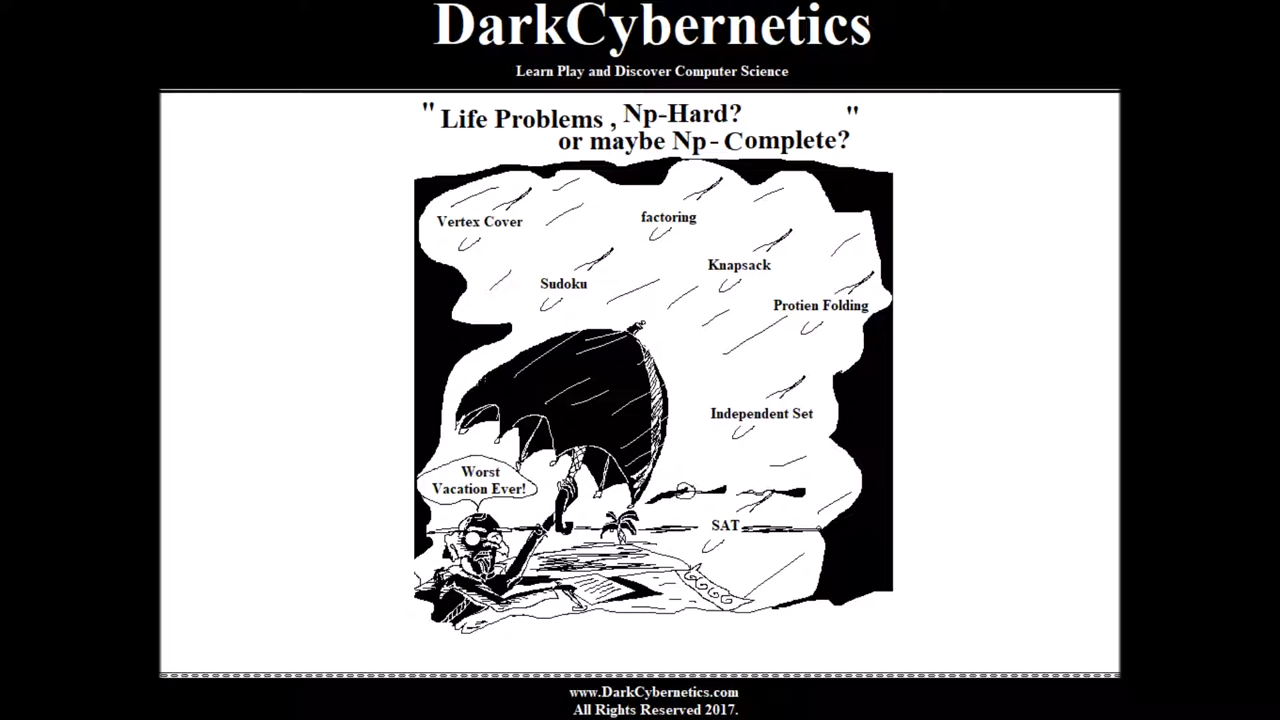 DarkCybernetics
Learn Play and Discover Computer Science
" Life Problems , Np-Hard? "
or maybe Np - Complete?
Vertex Cover
factoring
Knapsack
Sudoku
Protien Folding
Independent Set
Worst
Vacation Ever!
SAT
www.DarkCybernetics.com
All Rights Reserved 2017.